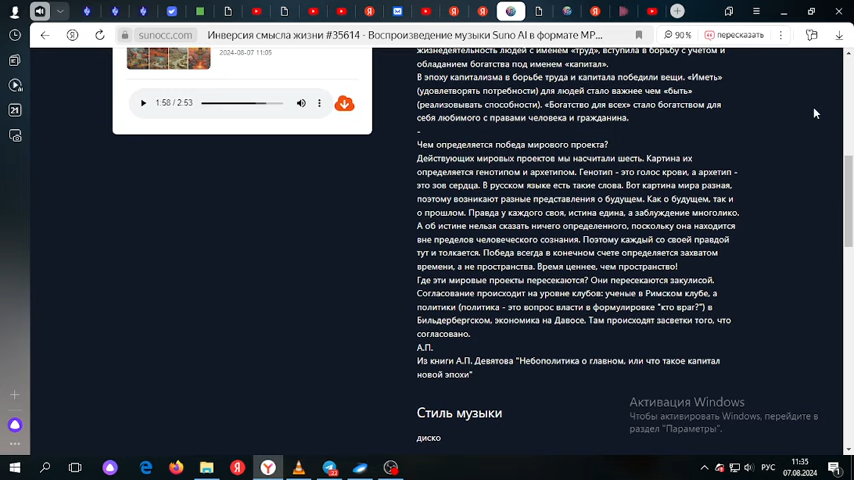 sunocc.com
Инверсия смысла жизни #35614 - Воспроизведение музыки Suno AI в формате MP...
90%
пересказать
2024-08-07 11:05
1:58 / 2:53
жизнедеятельность людей с именем «труд», вступила в борьбу с учетом и
обладанием богатства под именем «капитал».
В эпоху капитализма в борьбе труда и капитала победили вещи. «Иметь»
(удовлетворять потребности) для людей стало важнее чем «быть»
(реализовывать способности). «Богатство для всех» стало богатством для
себя любимого с правами человека и гражданина.
-
Чем определяется победа мирового проекта?
Действующих мировых проектов мы насчитали шесть. Картина их
определяется генотипом и архетипом. Генотип - это голос крови, а архетип -
это зов сердца. В русском языке есть такие слова. Вот картина мира разная,
поэтому возникают разные представления о будущем. Как о будущем, так и
о прошлом. Правда у каждого своя, истина едина, а заблуждение многолико.
А об истине нельзя сказать ничего определенного, поскольку она находится
вне пределов человеческого сознания. Поэтому каждый со своей правдой
тут и толкается. Победа всегда в конечном счете определяется захватом
времени, а не пространства. Время ценнее, чем пространство!
Где эти мировые проекты пересекаются? Они пересекаются закулисой.
Согласование происходит на уровне клубов: ученые в Римском клубе, а
политики (политика - это вопрос власти в формулировке "кто враг?") в
Бильдербергском, экономика на Давосе. Там происходят засветки того, что
согласовано.
А.П.
Из книги А.П. Девятова "Небополитика о главном, или что такое капитал
новой эпохи"
Стиль музыки
диско
Активация Windows
Чтобы активировать Windows, перейдите в
раздел "Параметры".
21
РУС
11:35
07.08.2024